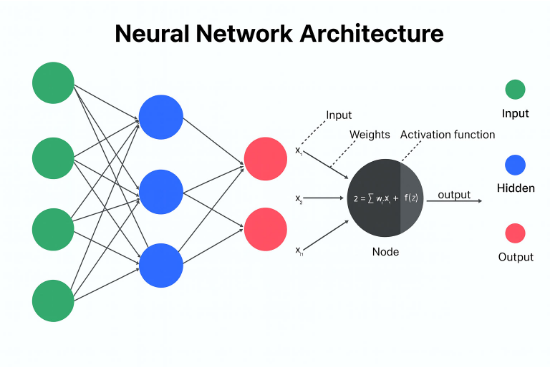 Neural Network Architecture
Input
Weights
Activation function
x₁
x₂
xₙ
z = ∑ wᵢxᵢ + f(z)
output
Node
Input
Hidden
Output